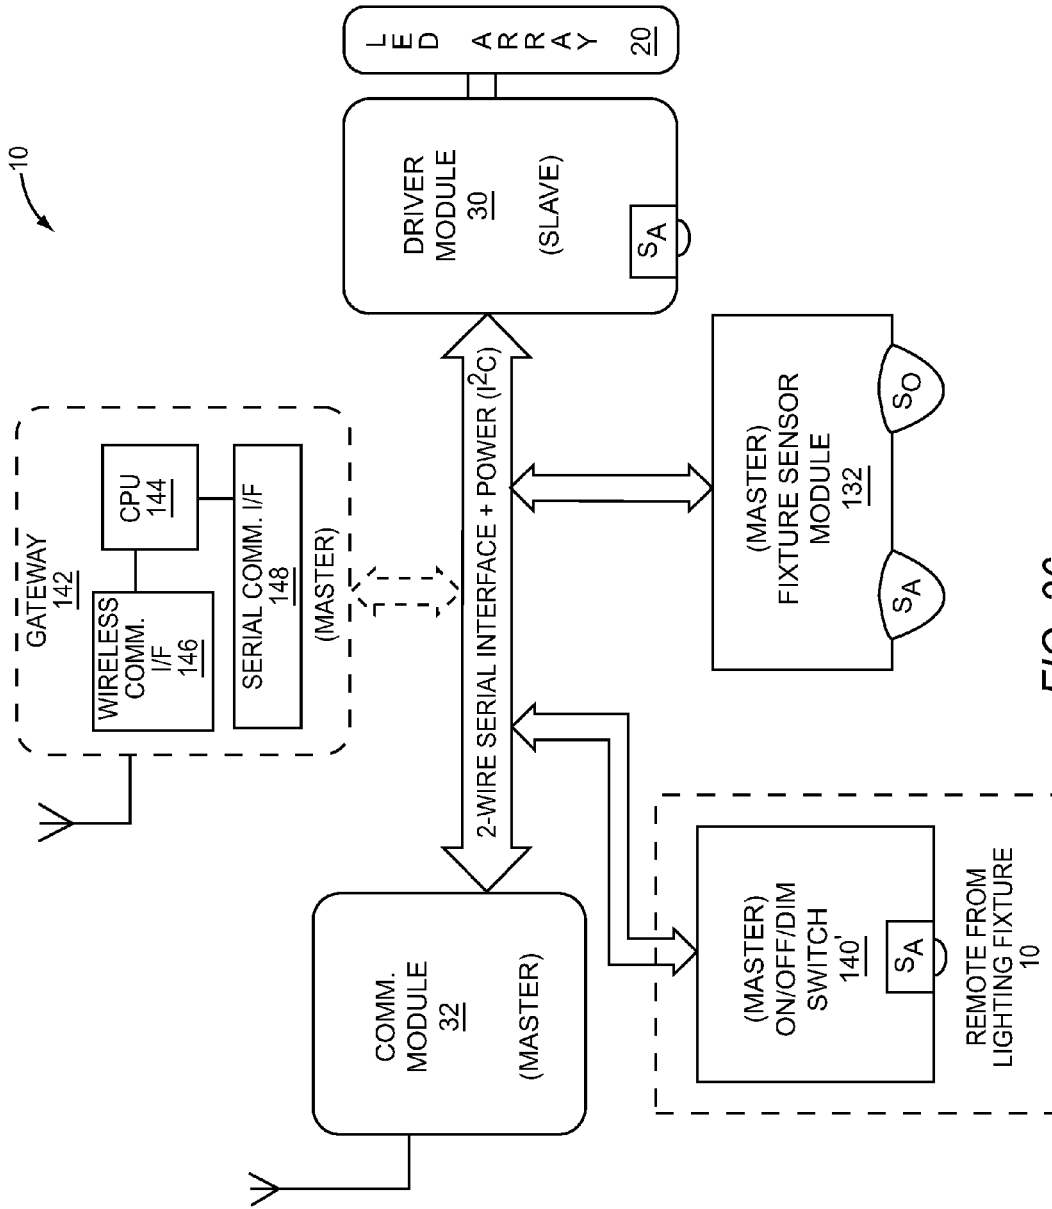 10
GATEWAY
142
CPU
144
WIRELESS
COMM.
I/F
146
SERIAL COMM. I/F
148
(MASTER)
COMM.
MODULE
32
(MASTER)
2-WIRE SERIAL INTERFACE + POWER (I²C)
DRIVER
MODULE
30
(SLAVE)
SA
LED ARRAY
20
(MASTER)
ON/OFF/DIM
SWITCH
140'
SA
REMOTE FROM
LIGHTING FIXTURE
10
(MASTER)
FIXTURE SENSOR
MODULE
132
SA
SO